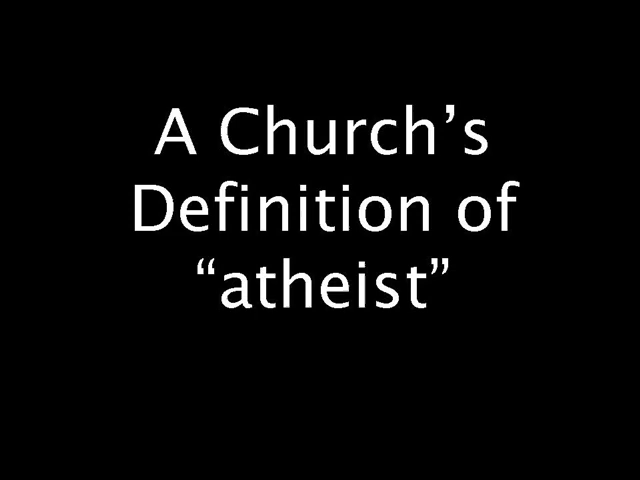 A Church’s
Definition of
“atheist”